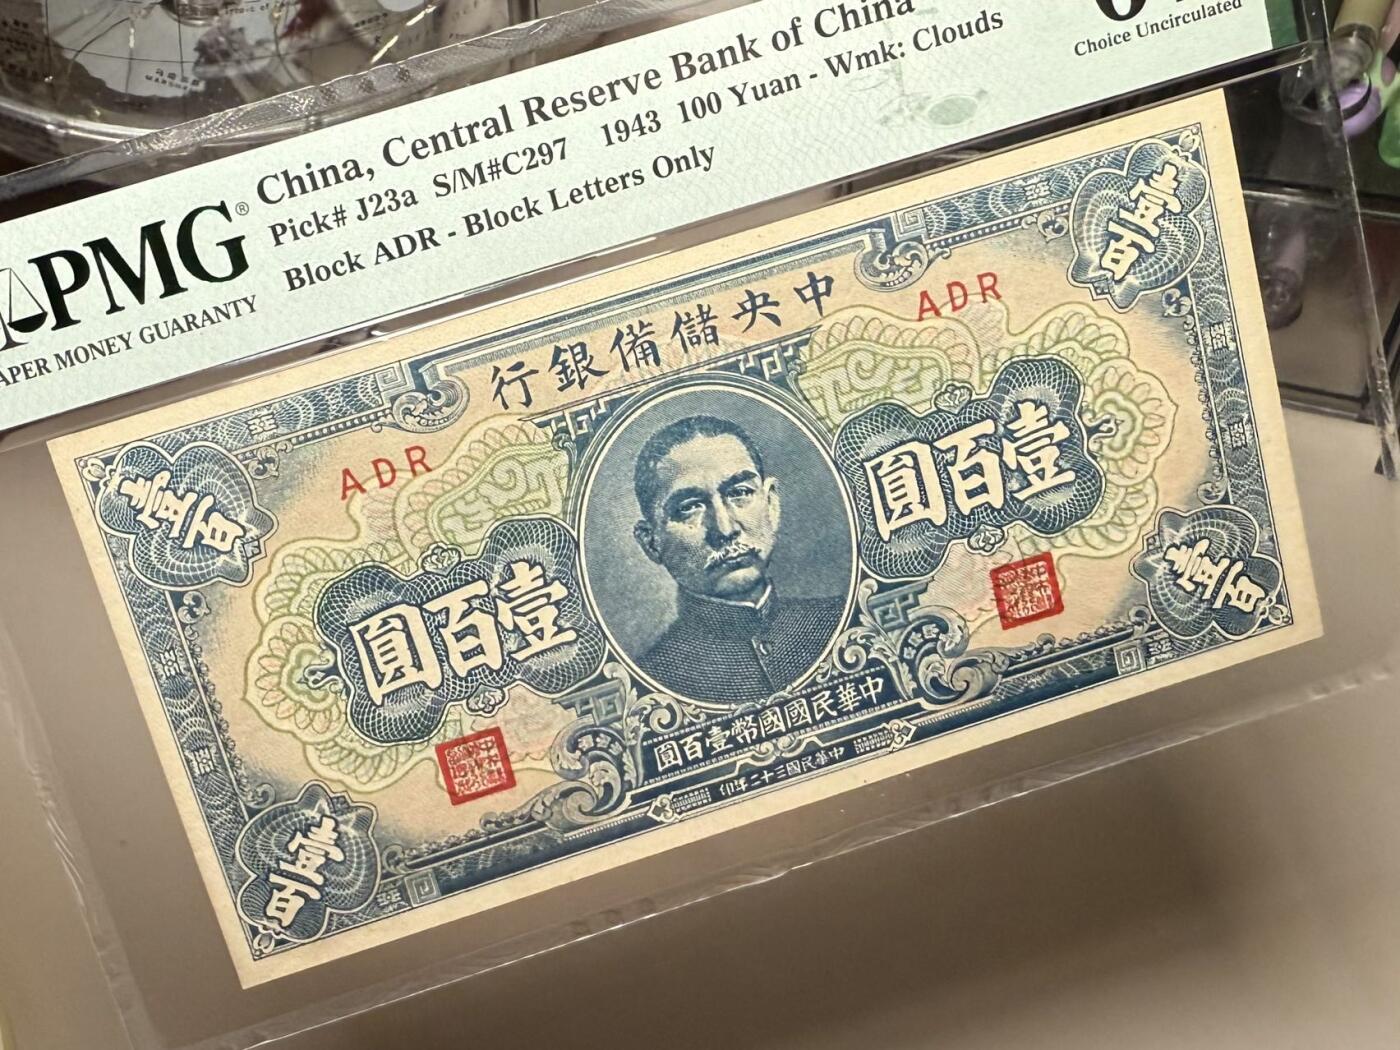 China, Central Reserve Bank of China
Pick# J23a S/M#C297 1943 100 Yuan - Wmk: Clouds
Block ADR - Block Letters Only
PMG®
PAPER MONEY GUARANTY
Choice Uncirculated
中央儲備銀行
ADR
ADR
壹百
壹百
壹百圓
壹百圓
中華民國國幣壹百圓
中華民國三十二年印
壹百
壹百